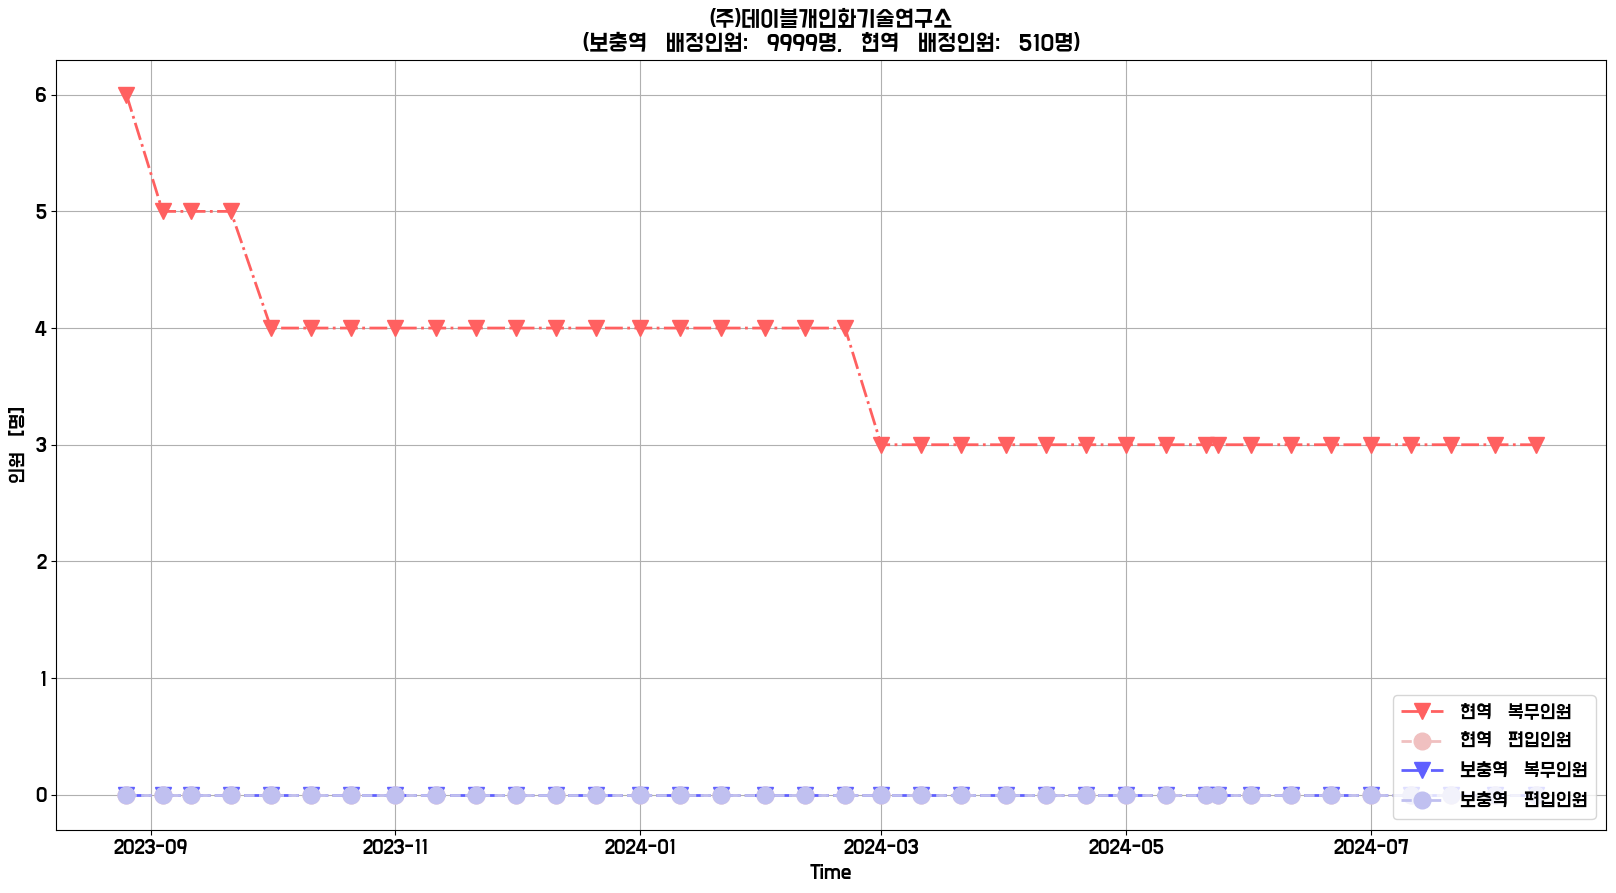 (주)데이블개인화기술연구소
(보충역 배정인원: 9999명, 현역 배정인원: 510명)
6
5
4
3
2
1
0
인원 [명]
2023-09
2023-11
2024-01
2024-03
2024-05
2024-07
Time
현역 복무인원
현역 편입인원
보충역 복무인원
보충역 편입인원